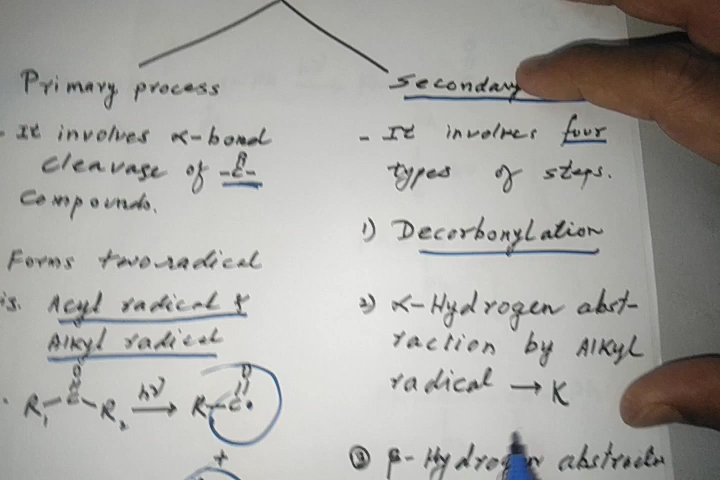 Primary process
- It involves α-bond
cleavage of -C-
O
compounds.
Forms two radical
is. Acyl radical &
Alkyl radical
O
R₁-C-R₂ hν → R-C•
O
+
Secondary
- It involves four
types of steps.
1) Decorbonylation
2) α-Hydrogen abst-
raction by Alkyl
radical → K
③ β-Hydrogen abstractn